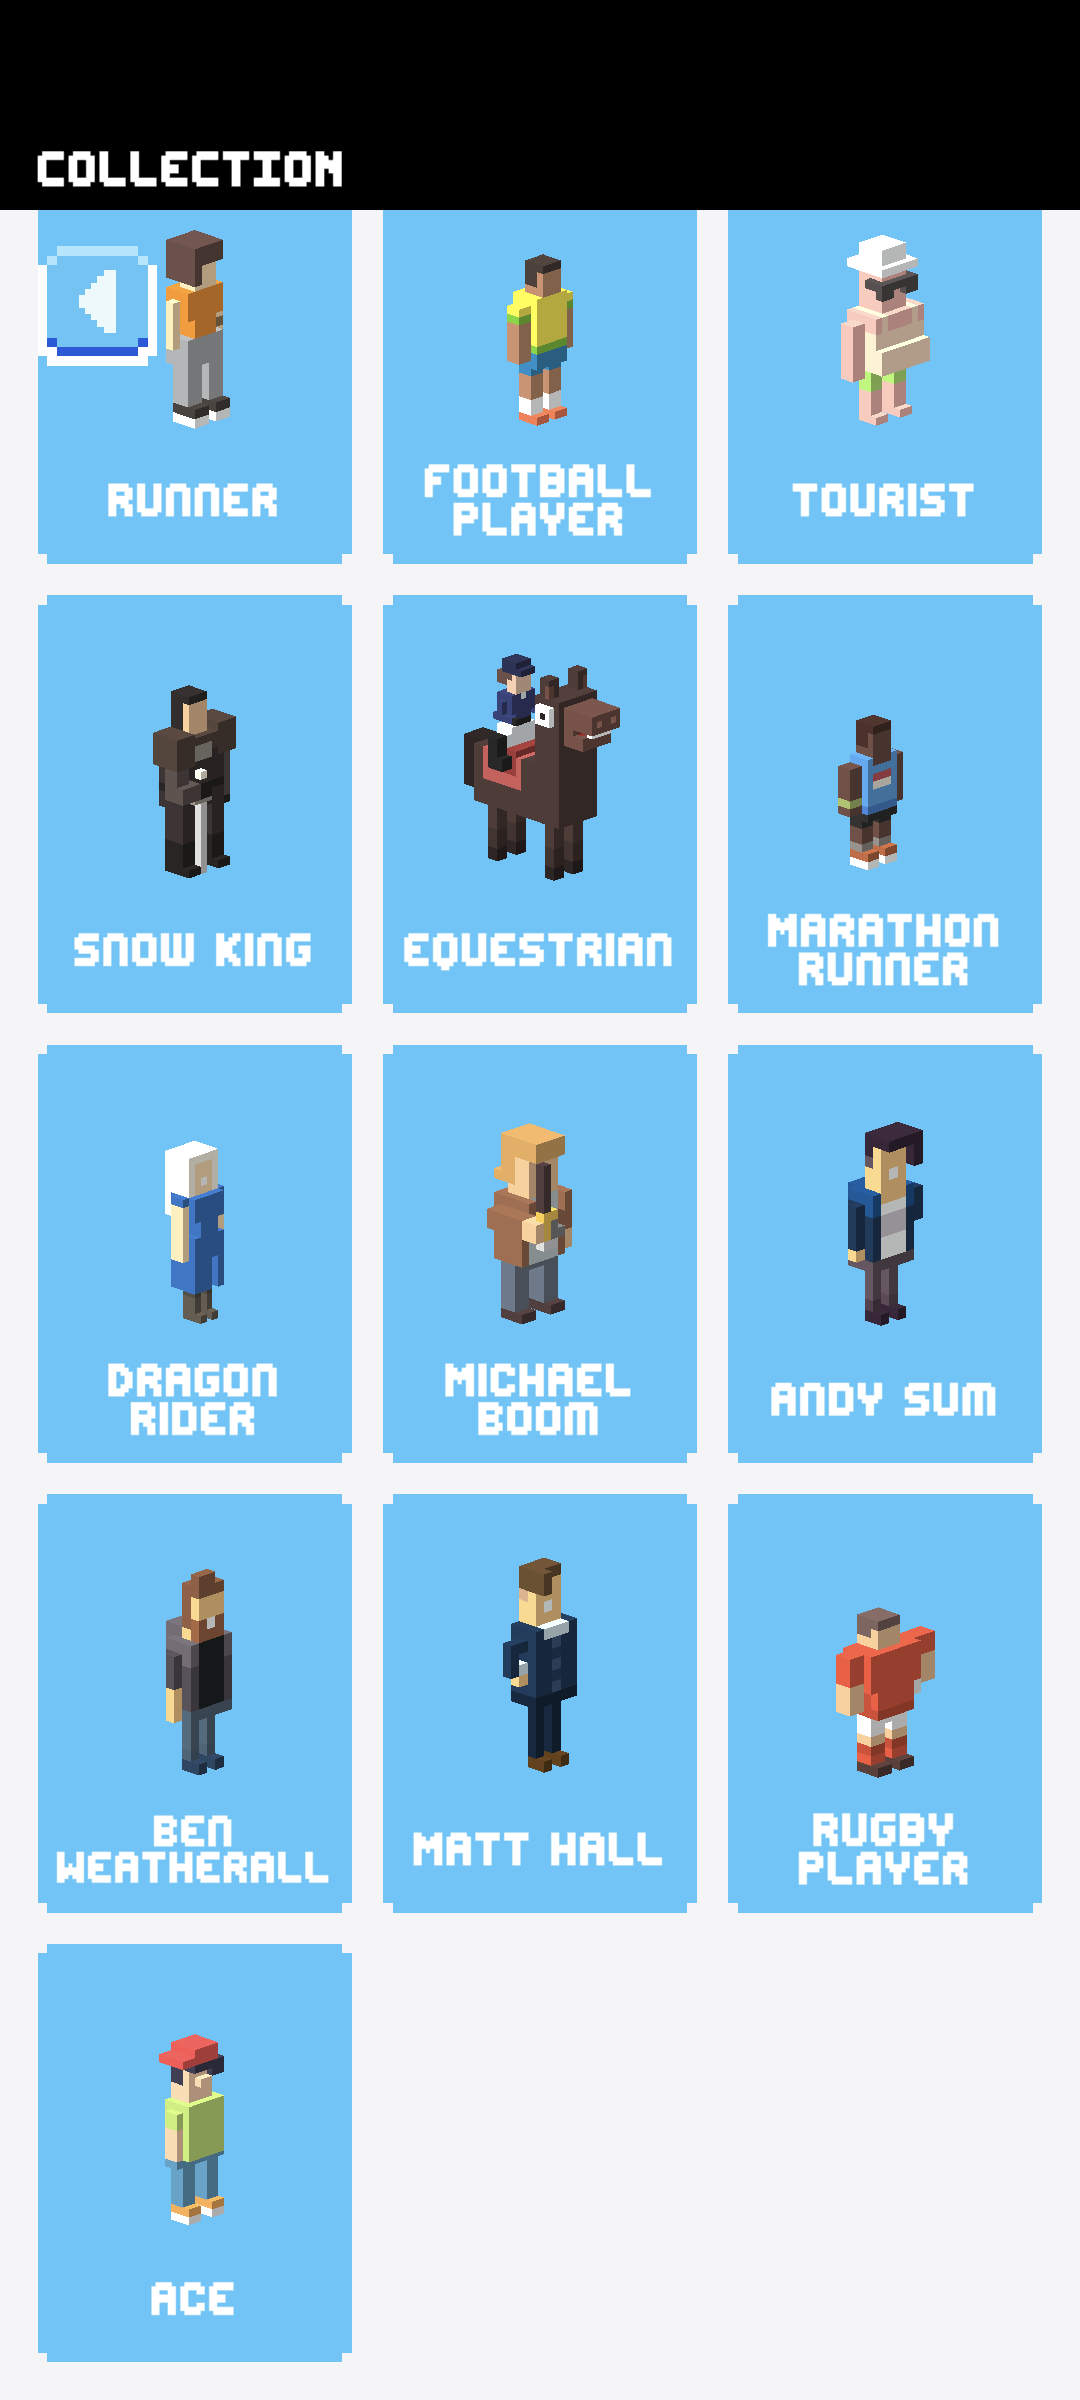 COLLECTION
RUNNER
FOOTBALL
PLAYER
TOURIST
SNOW KING
EQUESTRIAN
MARATHON
RUNNER
DRAGON
RIDER
MICHAEL
BOOM
ANDY SUM
BEN
WEATHERALL
MATT HALL
RUGBY
PLAYER
ACE